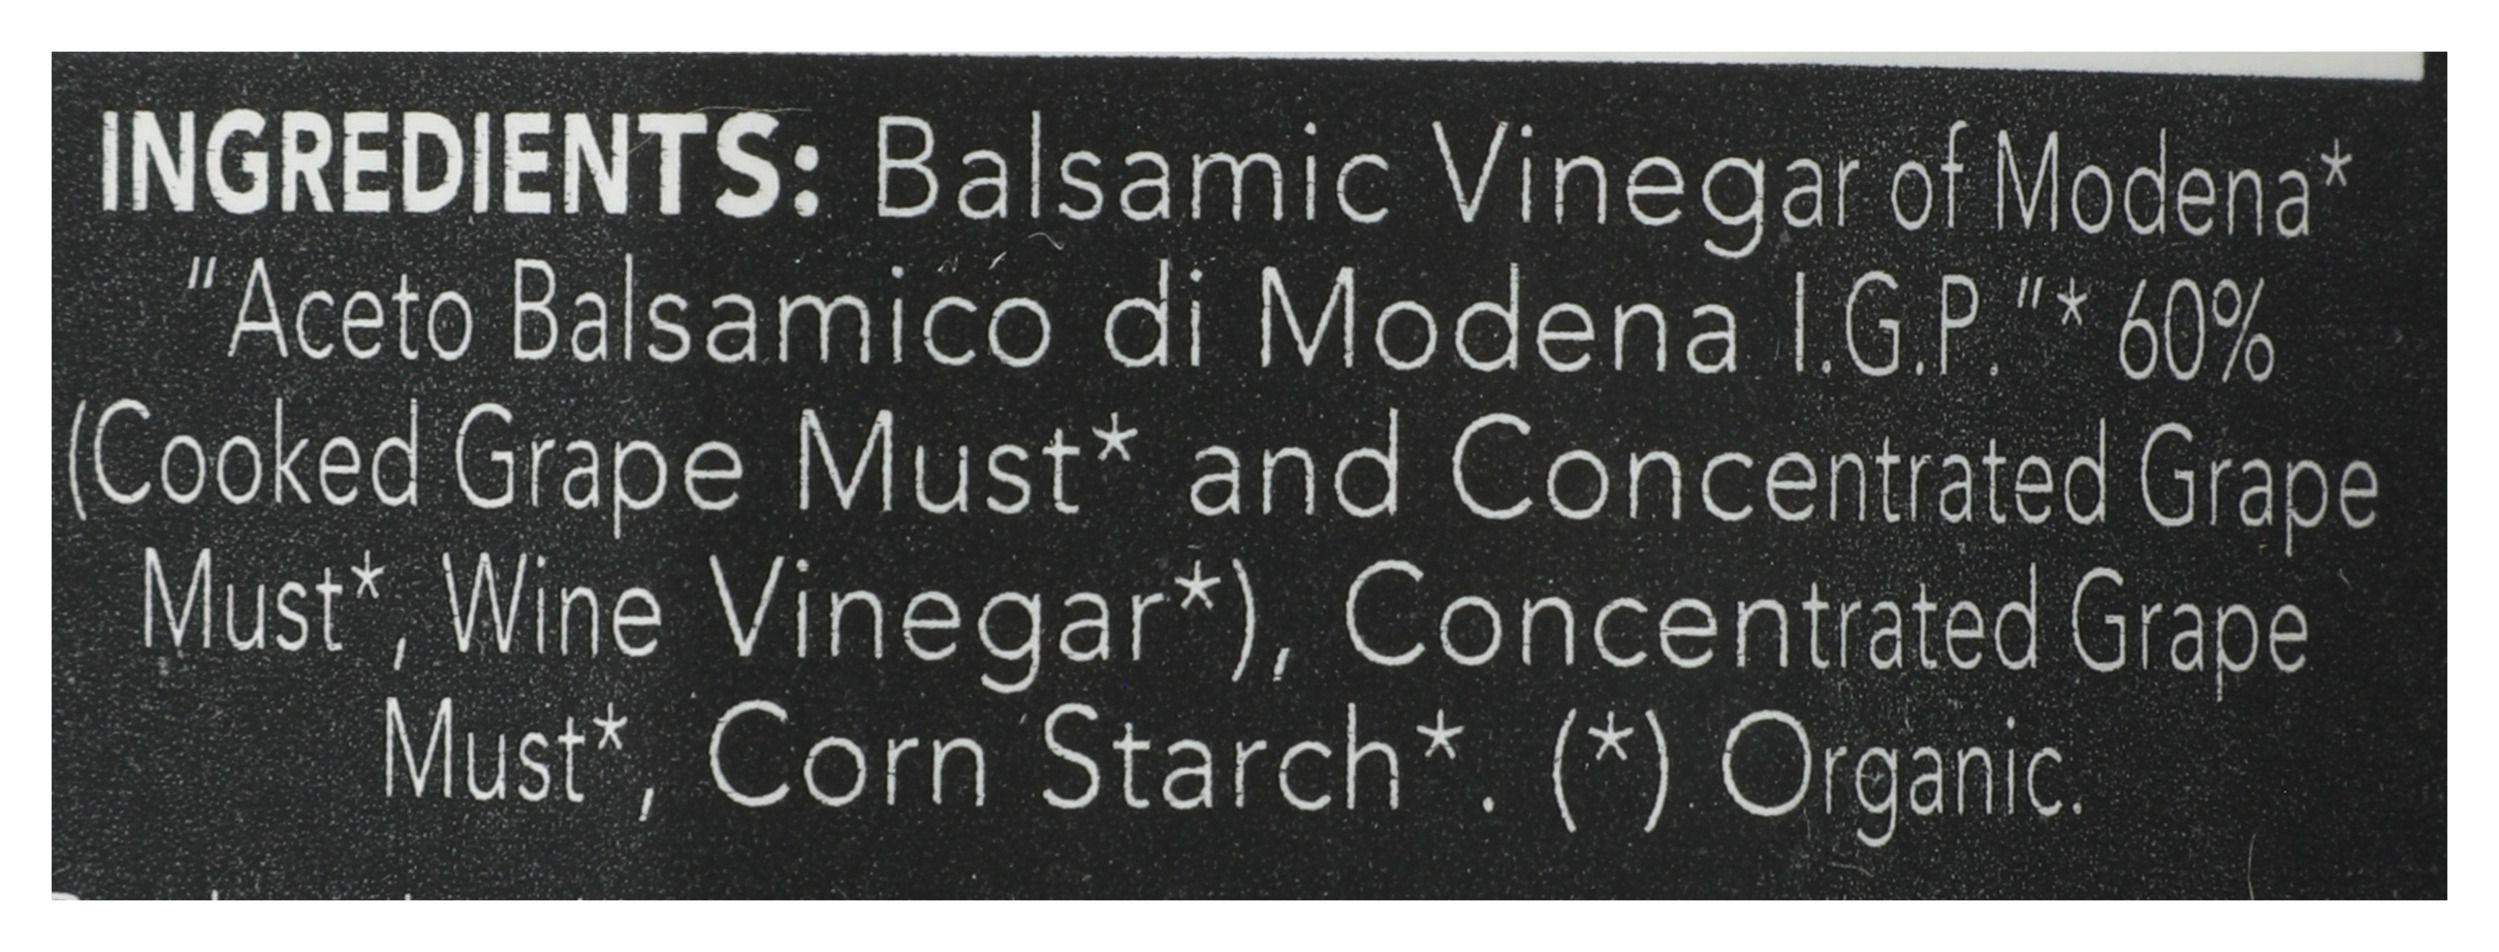 INGREDIENTS: Balsamic Vinegar of Modena*
"Aceto Balsamico di Modena I.G.P."* 60%
(Cooked Grape Must* and Concentrated Grape
Must*, Wine Vinegar*), Concentrated Grape
Must*, Corn Starch*. (*) Organic.